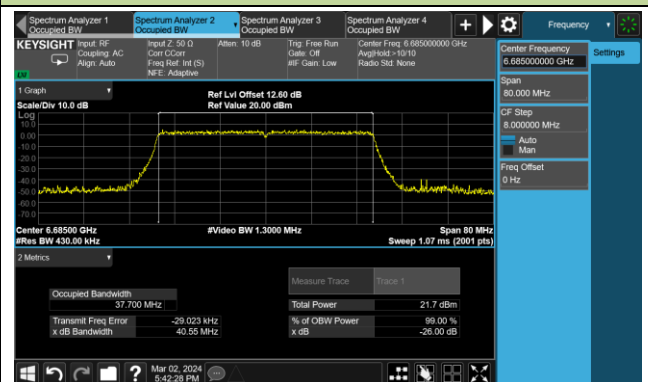 Spectrum Analyzer 1
Occupied BW
Spectrum Analyzer 2
Occupied BW
Spectrum Analyzer 3
Occupied BW
Spectrum Analyzer 4
Occupied BW
+
Frequency
KEYSIGHT
Input: RF
Coupling: AC
Align: Auto
Input Z: 50 Ω
Corr CCorr
Freq Ref: Int (S)
NFE: Adaptive
Atten: 10 dB
Trig: Free Run
Gate: Off
#IF Gain: Low
Center Freq: 6.685000000 GHz
Avg|Hold:>10/10
Radio Std: None
Center Frequency
6.685000000 GHz
Settings
Span
80.000 MHz
CF Step
8.000000 MHz
Auto
Man
Freq Offset
0 Hz
1 Graph
Scale/Div 10.0 dB
Ref Lvl Offset 12.60 dB
Ref Value 20.00 dBm
Log
10.0
0.00
-10.0
-20.0
-30.0
-40.0
-50.0
-60.0
-70.0
Center 6.68500 GHz
#Res BW 430.00 kHz
#Video BW 1.3000 MHz
Span 80 MHz
Sweep 1.07 ms (2001 pts)
2 Metrics
Measure Trace
Trace 1
Occupied Bandwidth
37.700 MHz
Total Power
21.7 dBm
Transmit Freq Error
-29.023 kHz
% of OBW Power
99.00 %
x dB Bandwidth
40.55 MHz
x dB
-26.00 dB
?
Mar 02, 2024
5:42:28 PM